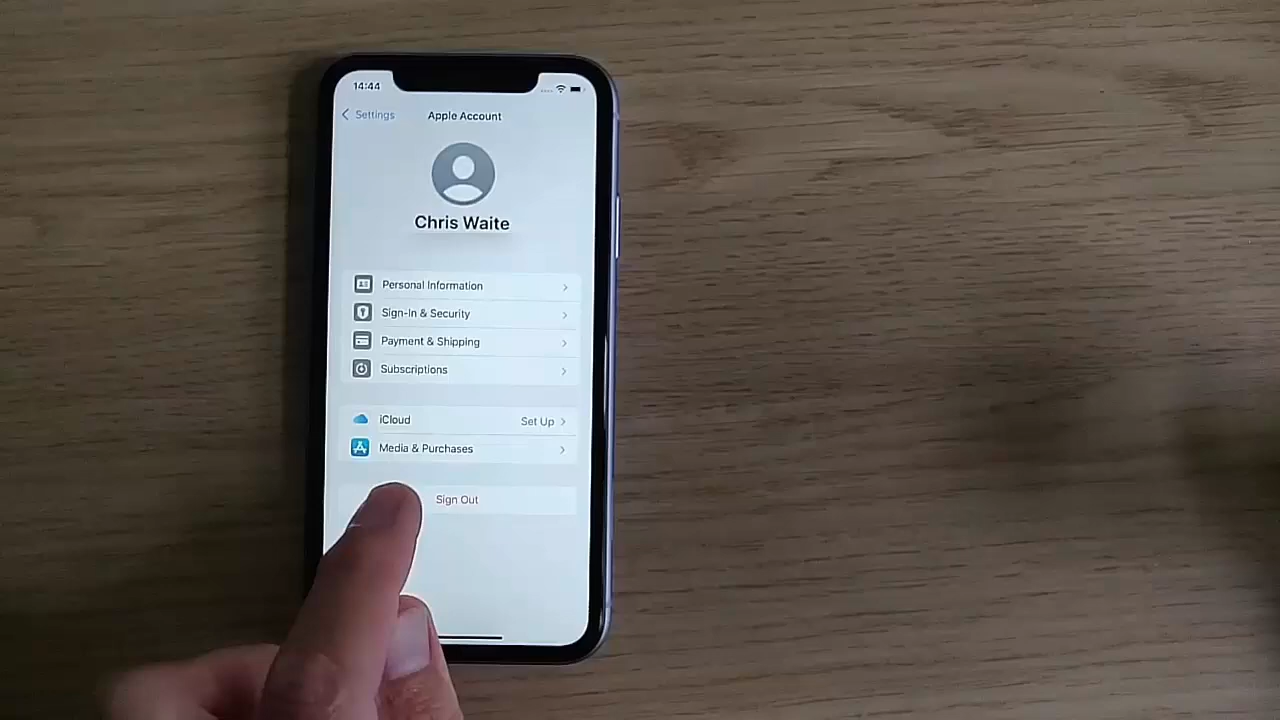 14:44
Settings
Apple Account
Chris Waite
Personal Information
Sign-In & Security
Payment & Shipping
Subscriptions
iCloud Set Up
Media & Purchases
Sign Out